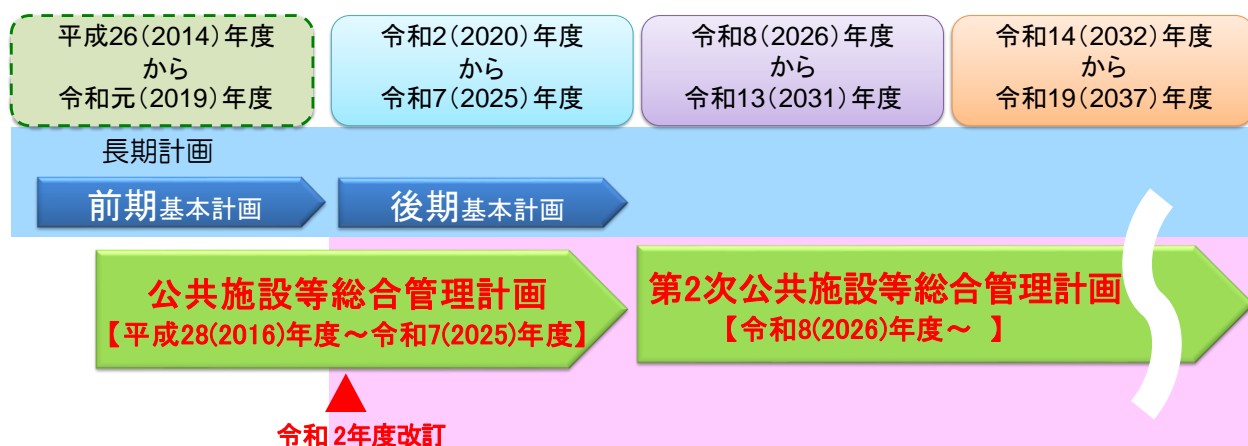 平成26(2014)年度
から
令和元(2019)年度
令和2(2020)年度
から
令和7(2025)年度
令和8(2026)年度
から
令和13(2031)年度
令和14(2032)年度
から
令和19(2037)年度
長期計画
前期基本計画
後期基本計画
公共施設等総合管理計画
【平成28(2016)年度～令和7(2025)年度】
第2次公共施設等総合管理計画
【令和8(2026)年度～ 】
令和2年度改訂